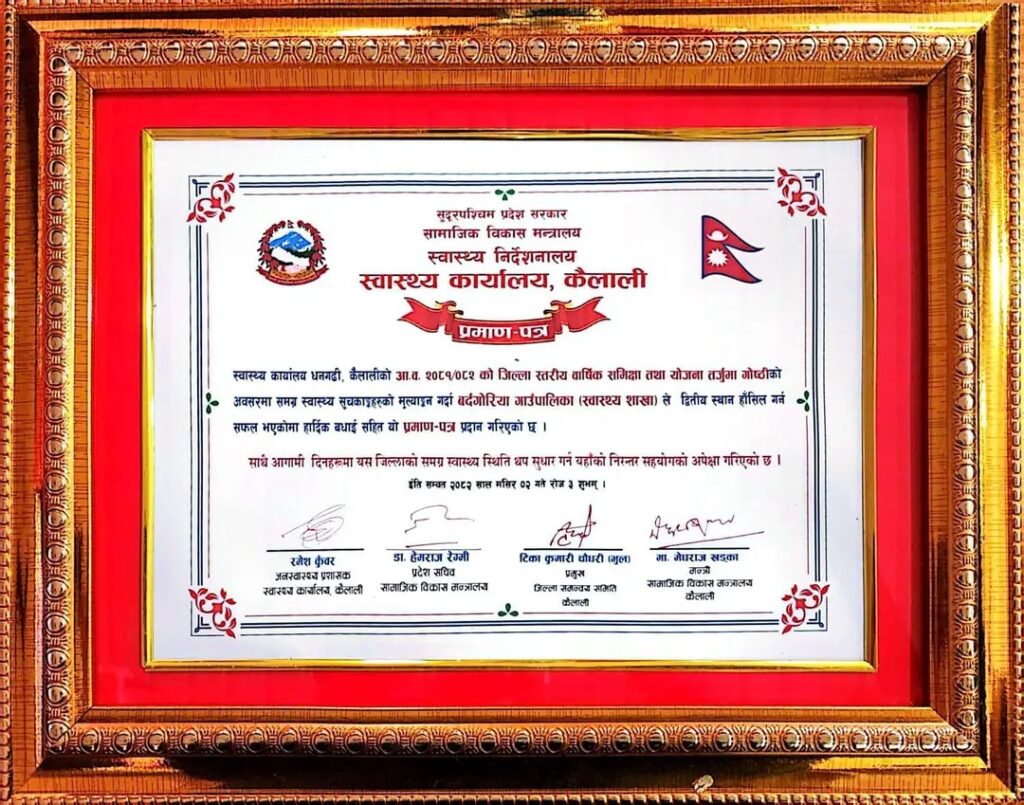 सुदूरपश्चिम प्रदेश सरकार
सामाजिक विकास मन्त्रालय
स्वास्थ्य निर्देशनालय
स्वास्थ्य कार्यालय, कैलाली
प्रमाण-पत्र
स्वास्थ्य कार्यालय धनगढी, कैलालीको आ.व. २०८१/०८२ को जिल्ला स्तरीय वार्षिक समिक्षा तथा योजना तर्जुमा गोष्ठीको
अवसरमा समग्र स्वास्थ्य सूचकाङ्कहरुको मूल्याङ्कन गर्दा बर्दगोरिया गाउँपालिका (स्वास्थ्य शाखा) ले द्वितीय स्थान हाँसिल गर्न
सफल भएकोमा हार्दिक बधाई सहित यो प्रमाण-पत्र प्रदान गरिएको छ ।
साथै आगामी दिनहरूमा यस जिल्लाको समग्र स्वास्थ्य स्थिति थप सुधार गर्न यहाँको निरन्तर सहयोगको अपेक्षा गरिएको छ ।
ईति सम्वत २०८२ साल मंसिर ०२ गते रोज ३ शुभम् ।
रमेश कुँवर
जनस्वास्थ्य प्रशासक
स्वास्थ्य कार्यालय, कैलाली
डा. हेमराज रेग्मी
प्रदेश सचिव
सामाजिक विकास मन्त्रालय
टिका कुमारी चौधरी (थुल)
प्रमुख
जिल्ला समन्वय समिति
कैलाली
मा. मेघराज खड्का
मन्त्री
सामाजिक विकास मन्त्रालय
कैलाली